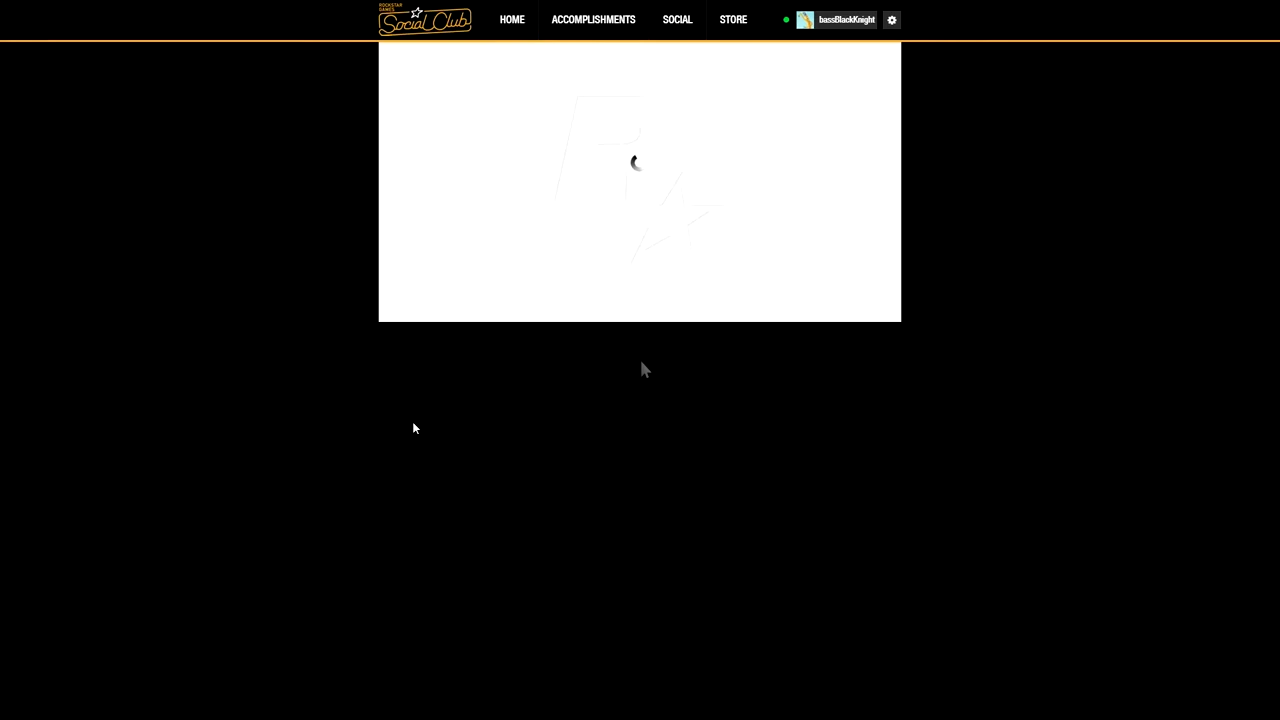 ROCKSTAR
GAMES
Social Club
HOME
ACCOMPLISHMENTS
SOCIAL
STORE
bassBlackKnight
R